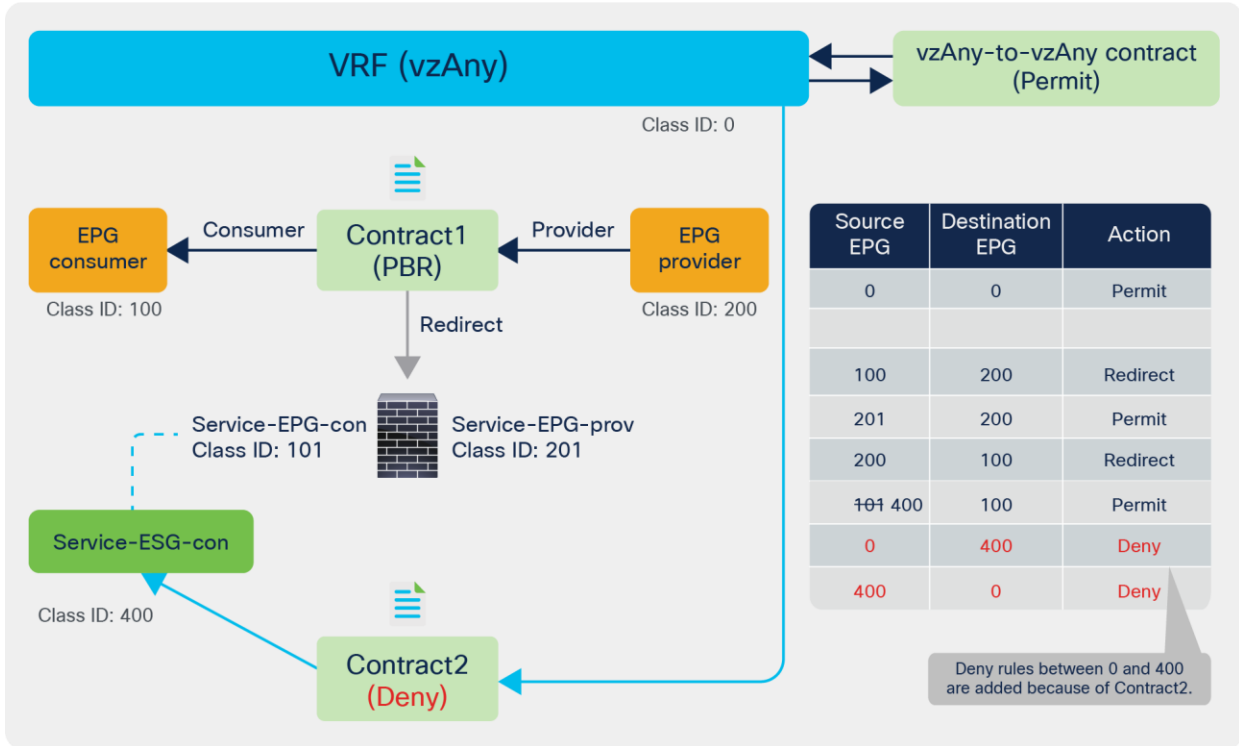 VRF (vzAny)
vzAny-to-vzAny contract
(Permit)
Class ID: 0
EPG
consumer
Class ID: 100
Consumer
Contract1
(PBR)
Provider
EPG
provider
Class ID: 200
Redirect
Service-EPG-con
Class ID: 101
Service-EPG-prov
Class ID: 201
Service-ESG-con
Class ID: 400
Contract2
(Deny)
Source
EPG
Destination
EPG
Action
0 0 Permit
100 200 Redirect
201 200 Permit
200 100 Redirect
101 400 100 Permit
0 400 Deny
400 0 Deny
Deny rules between 0 and 400
are added because of Contract2.